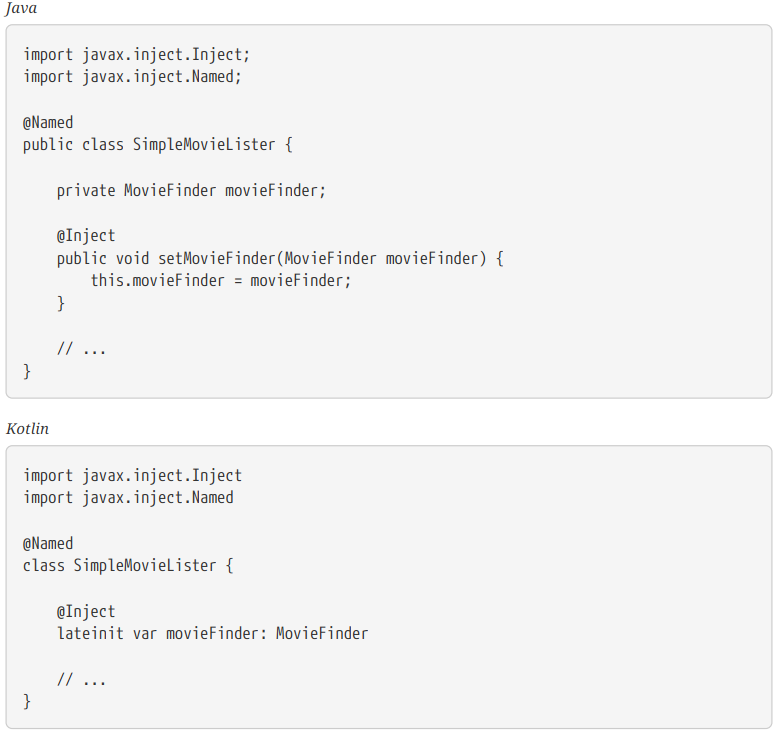 Java
import javax.inject.Inject;
import javax.inject.Named;
@Named
public class SimpleMovieLister {
private MovieFinder movieFinder;
@Inject
public void setMovieFinder(MovieFinder movieFinder) {
this.movieFinder = movieFinder;
}
// ...
}
Kotlin
import javax.inject.Inject
import javax.inject.Named
@Named
class SimpleMovieLister {
@Inject
lateinit var movieFinder: MovieFinder
// ...
}